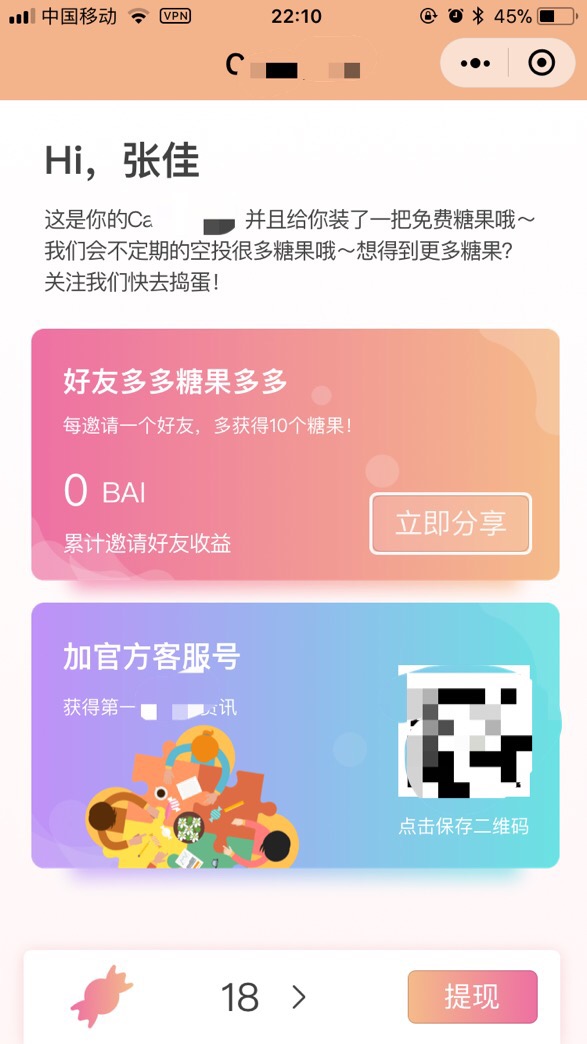 中国移动 VPN 22:10 45%
Hi，张佳
这是你的Ca 并且给你装了一把免费糖果哦～
我们会不定期的空投很多糖果哦～想得到更多糖果？
关注我们快去捣蛋！
好友多多糖果多多
每邀请一个好友，多获得10个糖果！
0 BAI
累计邀请好友收益
立即分享
加官方客服号
获得第一 讯
点击保存二维码
18
提现